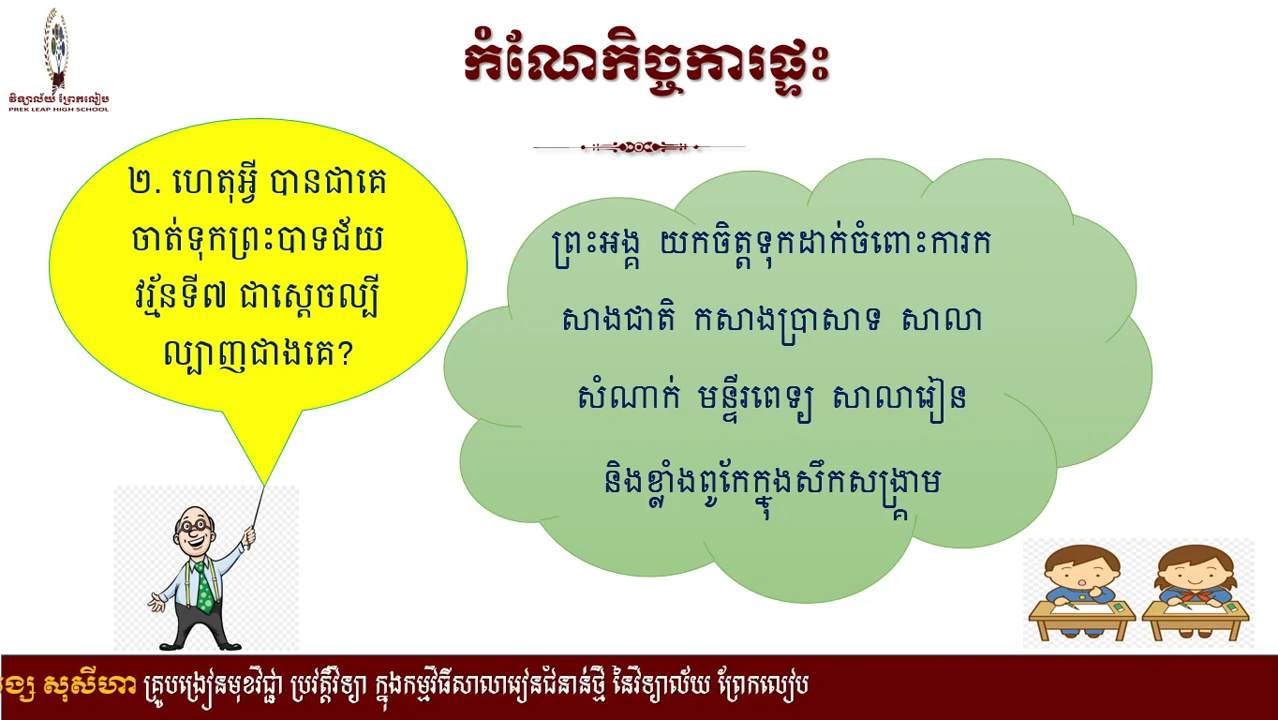 កំណែកិច្ចការផ្ទះ
វិទ្យាល័យ ព្រែកលៀប
PREK LEAP HIGH SCHOOL
២. ហេតុអ្វី បានជាគេ
ចាត់ទុកព្រះបាទជ័យ
វរ្ម័នទី៧ ជាស្តេចល្បី
ល្បាញជាងគេ?
ព្រះអង្គ យកចិត្តទុកដាក់ចំពោះការក
សាងជាតិ កសាងប្រាសាទ សាលា
សំណាក់ មន្ទីរពេទ្យ សាលារៀន
និងខ្លាំងពូកែក្នុងសឹកសង្គ្រាម
សុសីហា គ្រូបង្រៀនមុខវិជ្ជា ប្រវត្តិវិទ្យា ក្នុងកម្មវិធីសាលារៀនជំនាន់ថ្មី នៃវិទ្យាល័យ ព្រែកលៀប